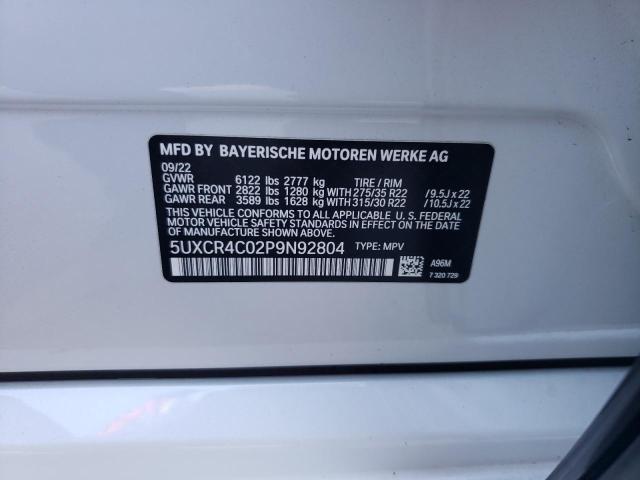 MFD BY BAYERISCHE MOTOREN WERKE AG
09/22
GVWR 6122 lbs 2777 kg TIRE / RIM
GAWR FRONT 2822 lbs 1280 kg WITH 275/35 R22 / 9.5J x 22
GAWR REAR 3589 lbs 1628 kg WITH 315/30 R22 / 10.5J x 22
THIS VEHICLE CONFORMS TO ALL APPLICABLE U. S. FEDERAL
MOTOR VEHICLE SAFETY STANDARDS IN EFFECT ON THE DATE
OF MANUFACTURE SHOWN ABOVE.
5UXCR4C02P9N92804 TYPE: MPV
A96M
7 320 729